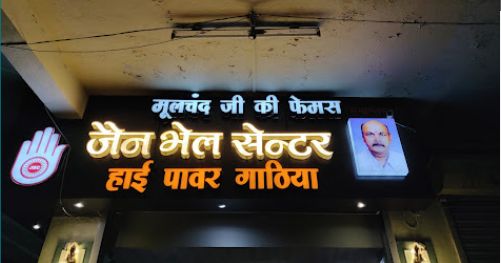 मूलचंद जी की फेमस
जैन भेल सेन्टर
हाई पावर गाठिया